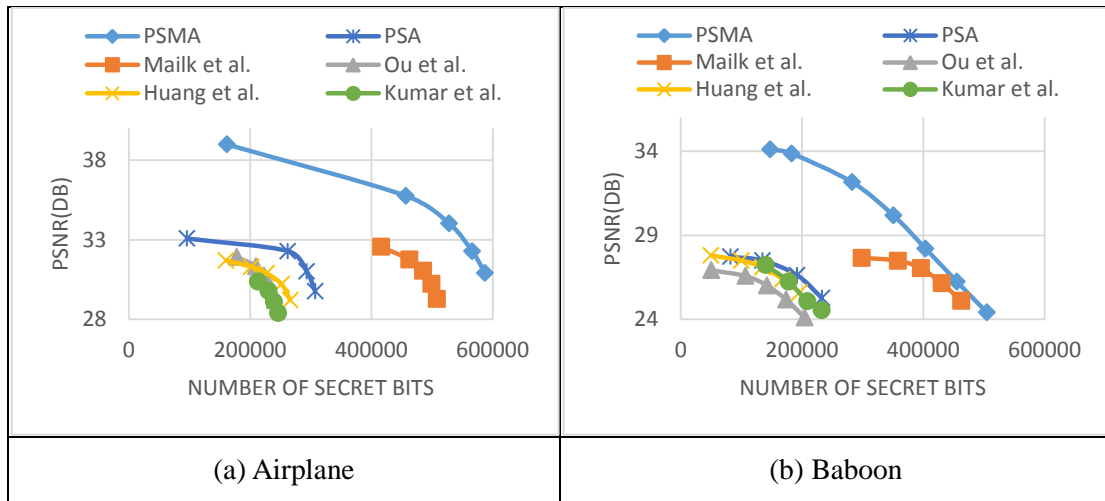 PSMA PSA
Mailk et al. Ou et al.
Huang et al. Kumar et al.
38
33
28
PSNR(DB)
0 200000 400000 600000
NUMBER OF SECRET BITS
(a) Airplane
PSMA PSA
Mailk et al. Ou et al.
Huang et al. Kumar et al.
34
29
24
PSNR(DB)
0 200000 400000 600000
NUMBER OF SECRET BITS
(b) Baboon